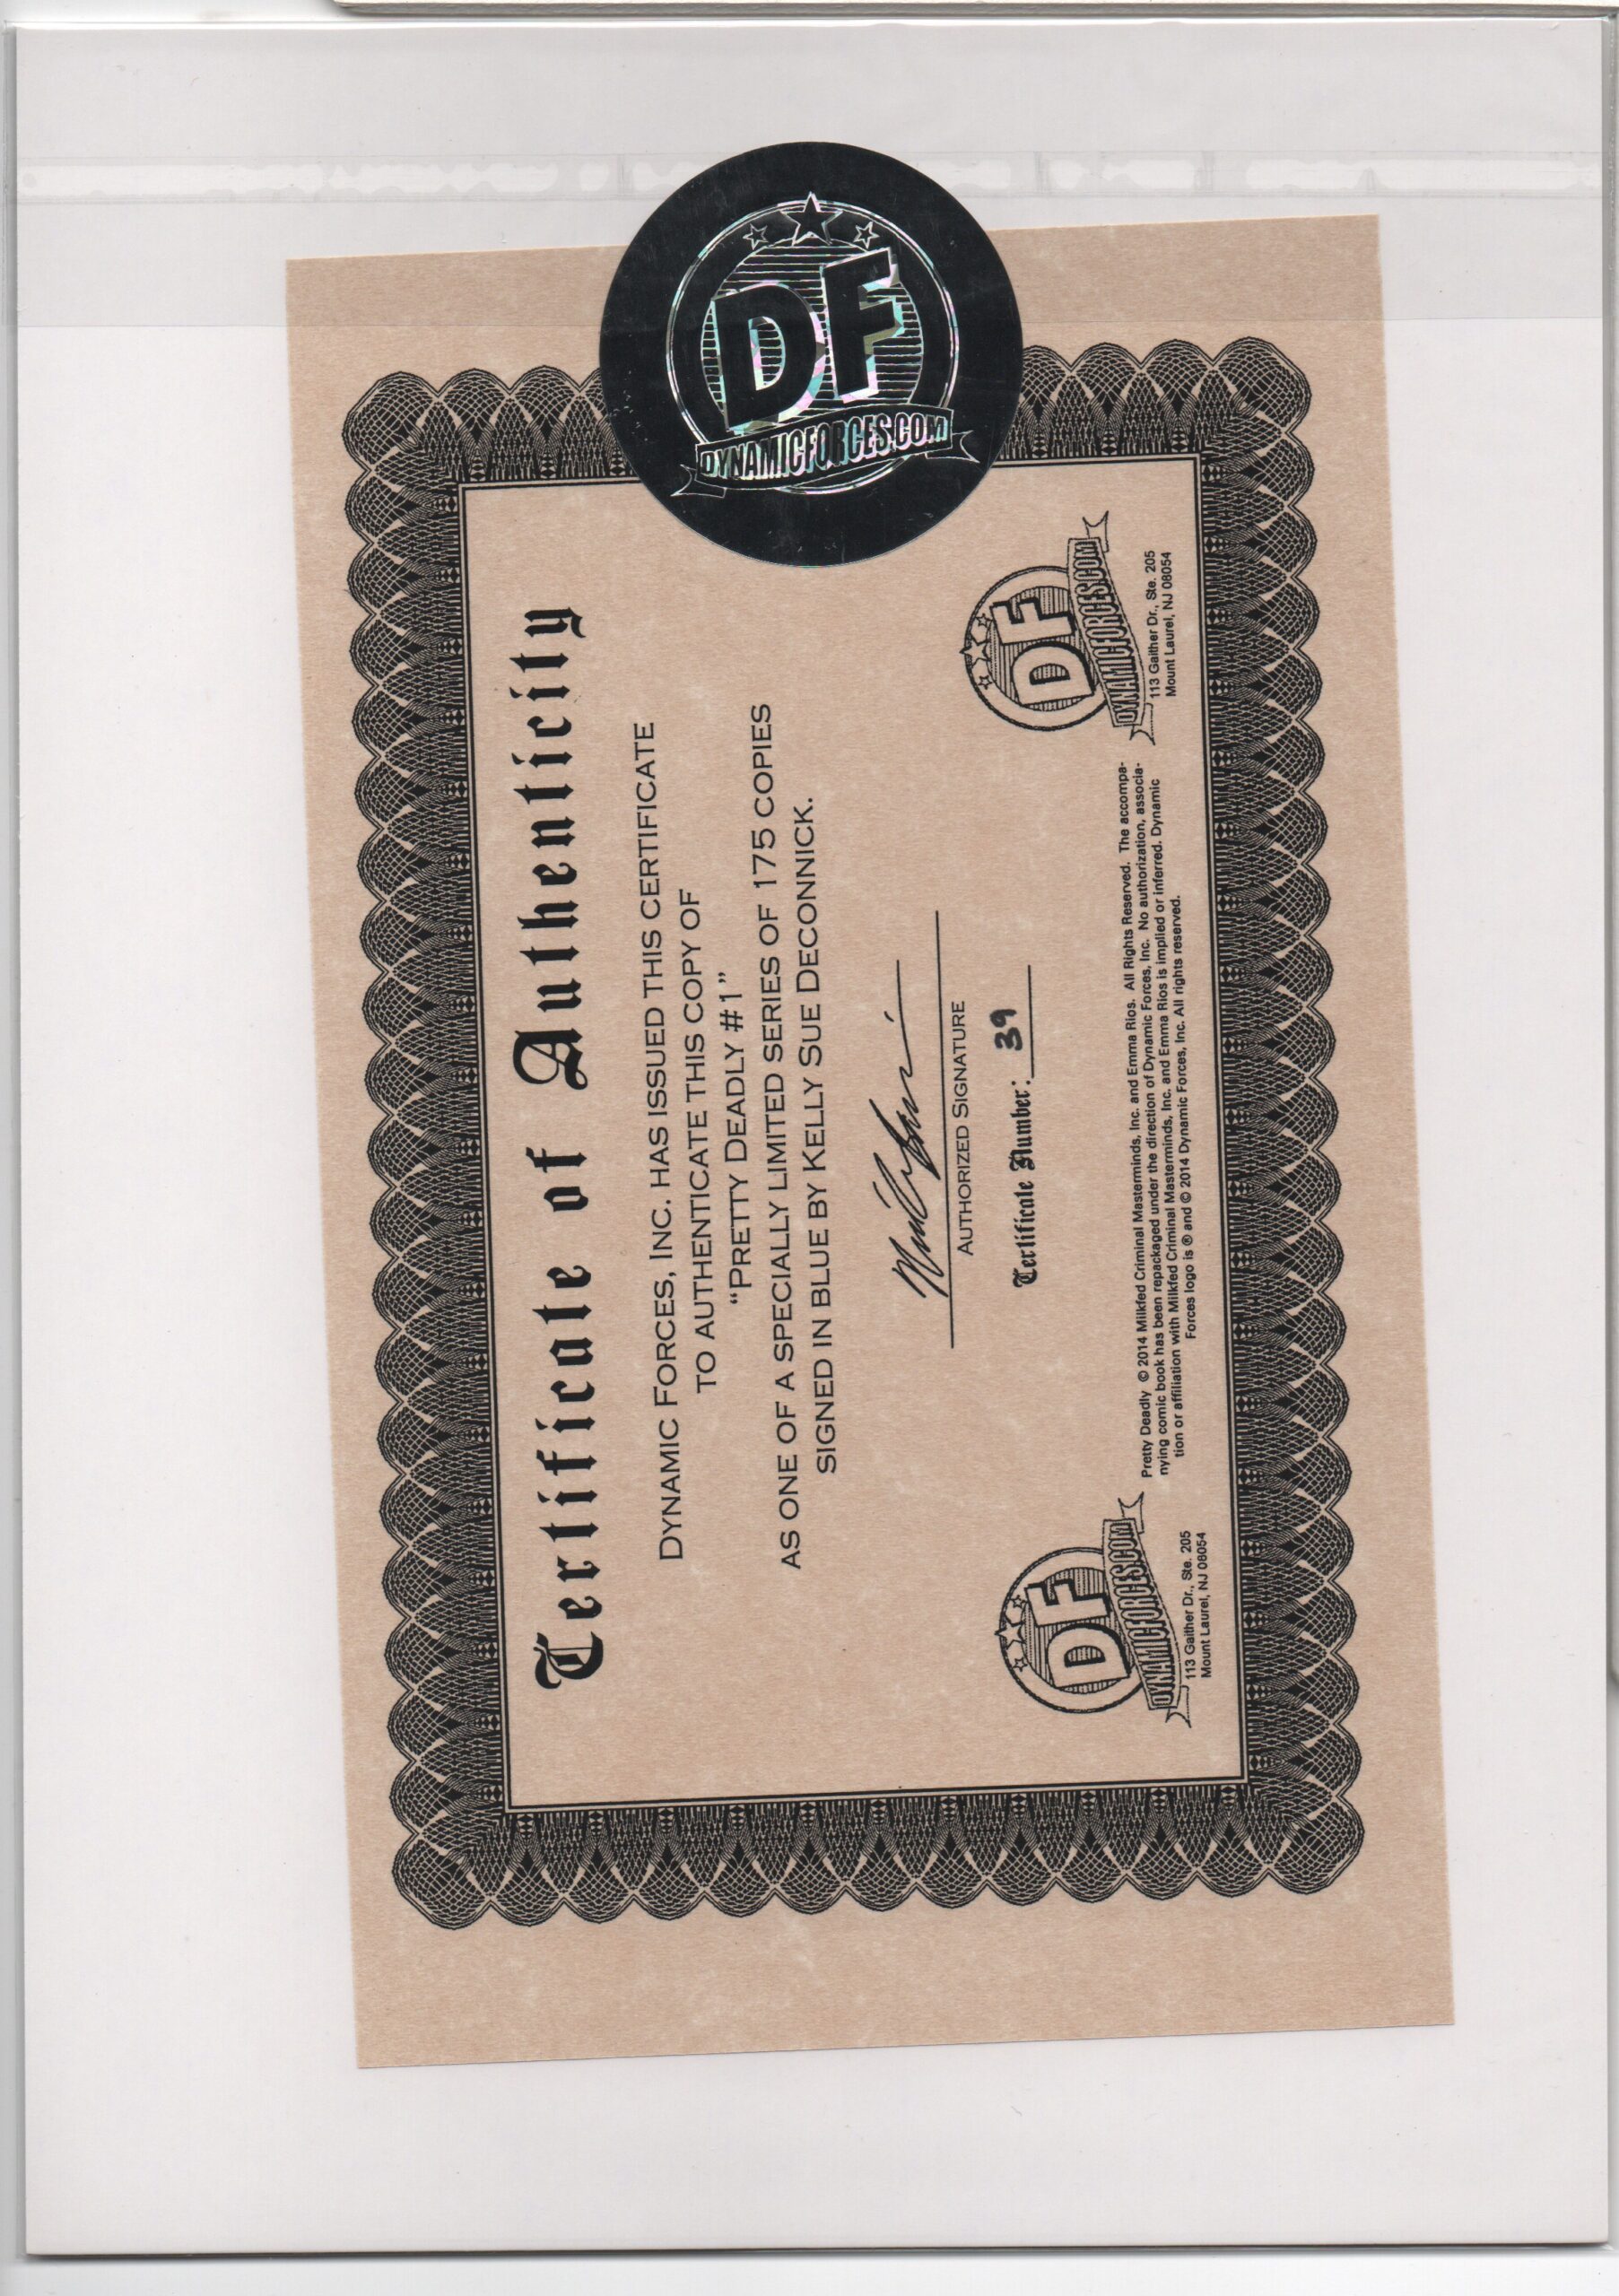 DF
DYNAMICFORCES.COM
Certificate of Authenticity
DYNAMIC FORCES, INC. HAS ISSUED THIS CERTIFICATE
TO AUTHENTICATE THIS COPY OF
“PRETTY DEADLY #1”
AS ONE OF A SPECIALLY LIMITED SERIES OF 175 COPIES
SIGNED IN BLUE BY KELLY SUE DECONNICK.
AUTHORIZED SIGNATURE
Certificate Number: 39
DF
DYNAMICFORCES.COM
113 Gaither Dr., Ste. 205
Mount Laurel, NJ 08054
Pretty Deadly © 2014 Milkfed Criminal Masterminds, Inc. and Emma Rios. All Rights Reserved. The accompa-
nying comic book has been repackaged under the direction of Dynamic Forces, Inc. No authorization, associa-
tion or affiliation with Milkfed Criminal Masterminds, Inc. and Emma Rios is implied or inferred. Dynamic
Forces logo is ® and © 2014 Dynamic Forces, Inc. All rights reserved.
DF
DYNAMICFORCES.COM
113 Gaither Dr., Ste. 205
Mount Laurel, NJ 08054